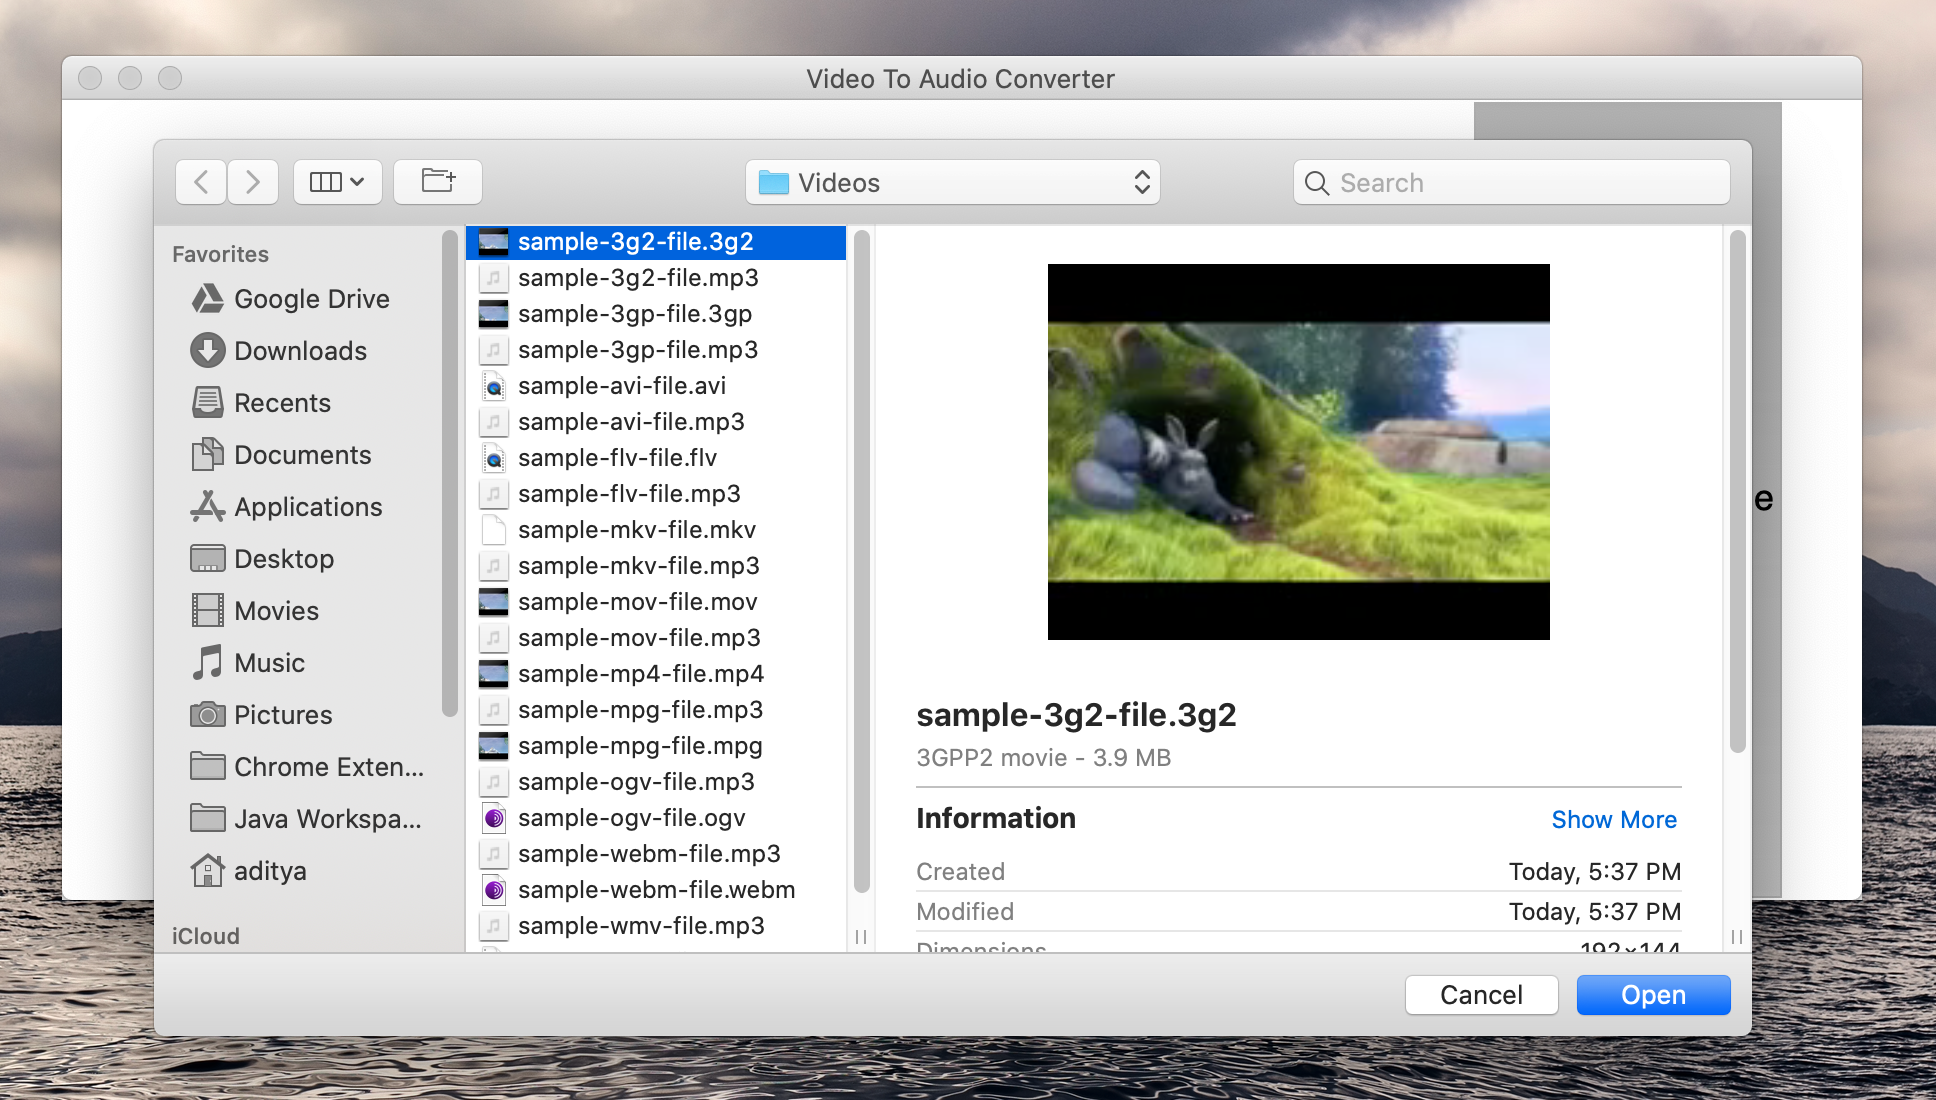 Video To Audio Converter
Videos
Search
Favorites
Google Drive
Downloads
Recents
Documents
Applications
Desktop
Movies
Music
Pictures
Chrome Exten...
Java Workspa...
aditya
iCloud
sample-3g2-file.3g2
sample-3g2-file.mp3
sample-3gp-file.3gp
sample-3gp-file.mp3
sample-avi-file.avi
sample-avi-file.mp3
sample-flv-file.flv
sample-flv-file.mp3
sample-mkv-file.mkv
sample-mkv-file.mp3
sample-mov-file.mov
sample-mov-file.mp3
sample-mp4-file.mp4
sample-mpg-file.mp3
sample-mpg-file.mpg
sample-ogv-file.mp3
sample-ogv-file.ogv
sample-webm-file.mp3
sample-webm-file.webm
sample-wmv-file.mp3
sample-3g2-file.3g2
3GPP2 movie - 3.9 MB
Information Show More
Created Today, 5:37 PM
Modified Today, 5:37 PM
Dimensions 192×144
e
Cancel Open